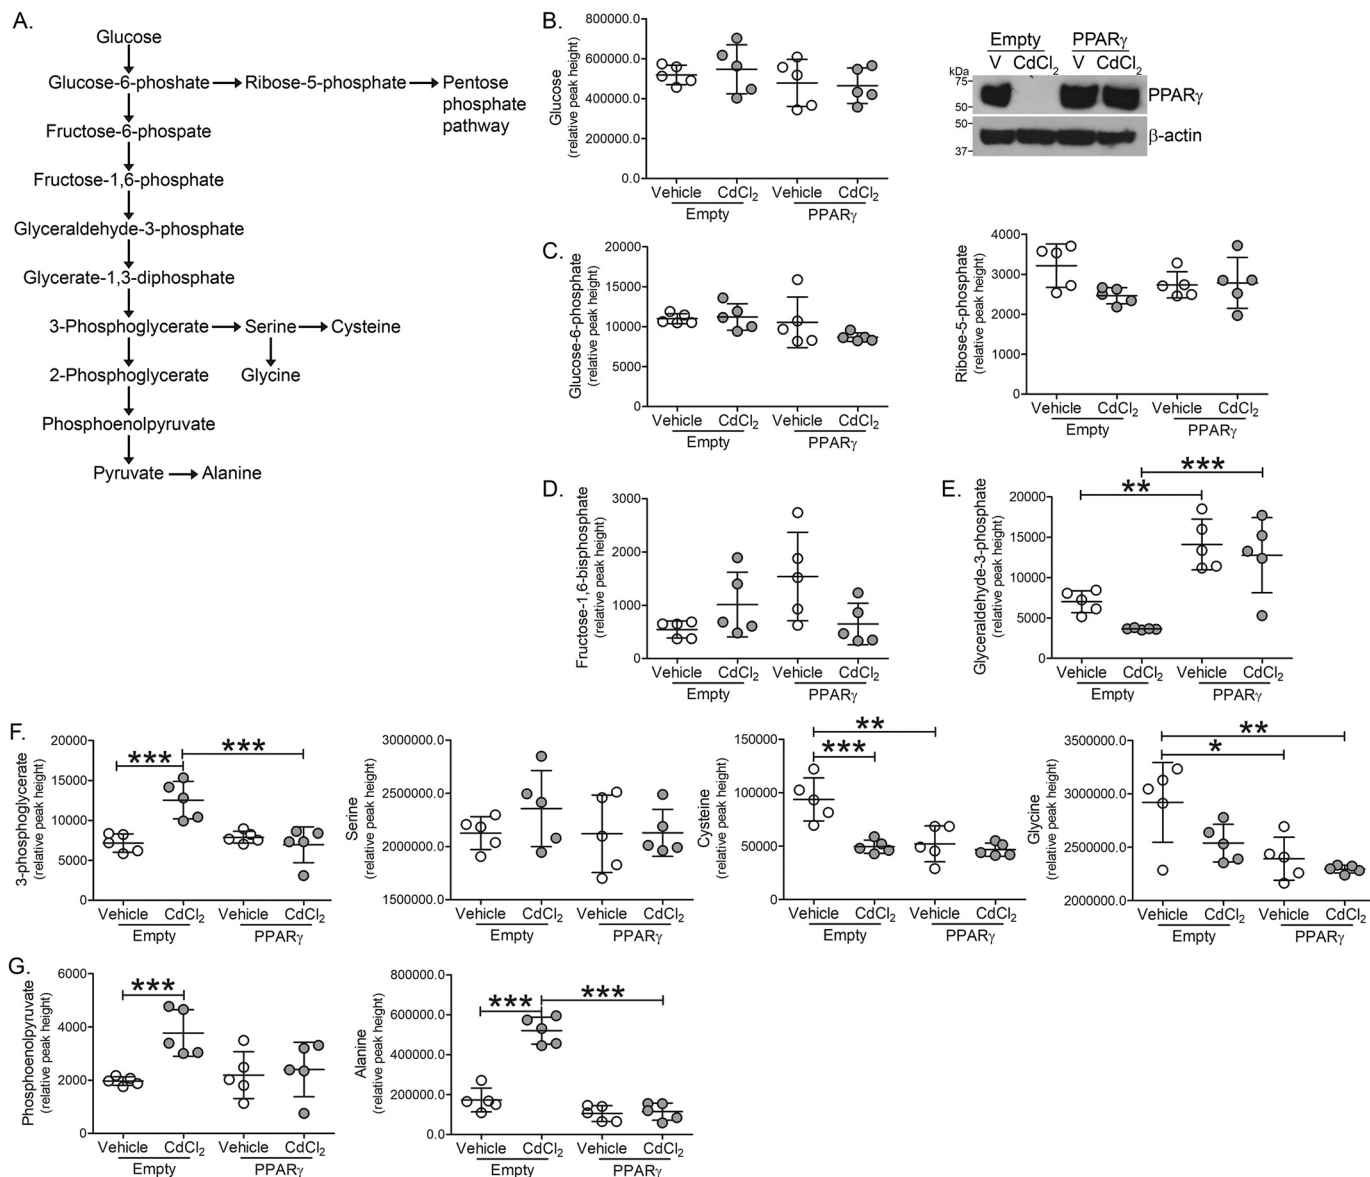 A.
Glucose
Glucose-6-phoshate Ribose-5-phosphate Pentose
phosphate
pathway
Fructose-6-phospate
Fructose-1,6-phosphate
Glyceraldehyde-3-phosphate
Glycerate-1,3-diphosphate
3-Phosphoglycerate Serine Cysteine
2-Phosphoglycerate Glycine
Phosphoenolpyruvate
Pyruvate Alanine
B.
Glucose
(relative peak height)
800000.0
600000.0
400000.0
200000.0
0.0
Vehicle CdCl2 Vehicle CdCl2
Empty PPARγ
Empty PPARγ
V CdCl2 V CdCl2
kDa
75
50
PPARγ
50
37
β-actin
C.
Glucose-6-phosphate
(relative peak height)
20000
15000
10000
5000
0
Vehicle CdCl2 Vehicle CdCl2
Empty PPARγ
Ribose-5-phosphate
(relative peak height)
4000
3000
2000
1000
0
Vehicle CdCl2 Vehicle CdCl2
Empty PPARγ
D.
Fructose-1,6-bisphosphate
(relative peak height)
3000
2000
1000
0
Vehicle CdCl2 Vehicle CdCl2
Empty PPARγ
E.
Glyceraldehyde-3-phosphate
(relative peak height)
20000
15000
10000
5000
0
***
**
Vehicle CdCl2 Vehicle CdCl2
Empty PPARγ
F.
3-phosphoglycerate
(relative peak height)
20000
15000
10000
5000
0
*** ***
Vehicle CdCl2 Vehicle CdCl2
Empty PPARγ
Serine
(relative peak height)
3000000.0
2500000.0
2000000.0
1500000.0
Vehicle CdCl2 Vehicle CdCl2
Empty PPARγ
Cysteine
(relative peak height)
150000
100000
50000
0
**
***
Vehicle CdCl2 Vehicle CdCl2
Empty PPARγ
Glycine
(relative peak height)
3500000.0
3000000.0
2500000.0
2000000.0
**
*
Vehicle CdCl2 Vehicle CdCl2
Empty PPARγ
G.
Phosphoenolpyruvate
(relative peak height)
6000
4000
2000
0
***
Vehicle CdCl2 Vehicle CdCl2
Empty PPARγ
Alanine
(relative peak height)
800000.0
600000.0
400000.0
200000.0
0.0
*** ***
Vehicle CdCl2 Vehicle CdCl2
Empty PPARγ